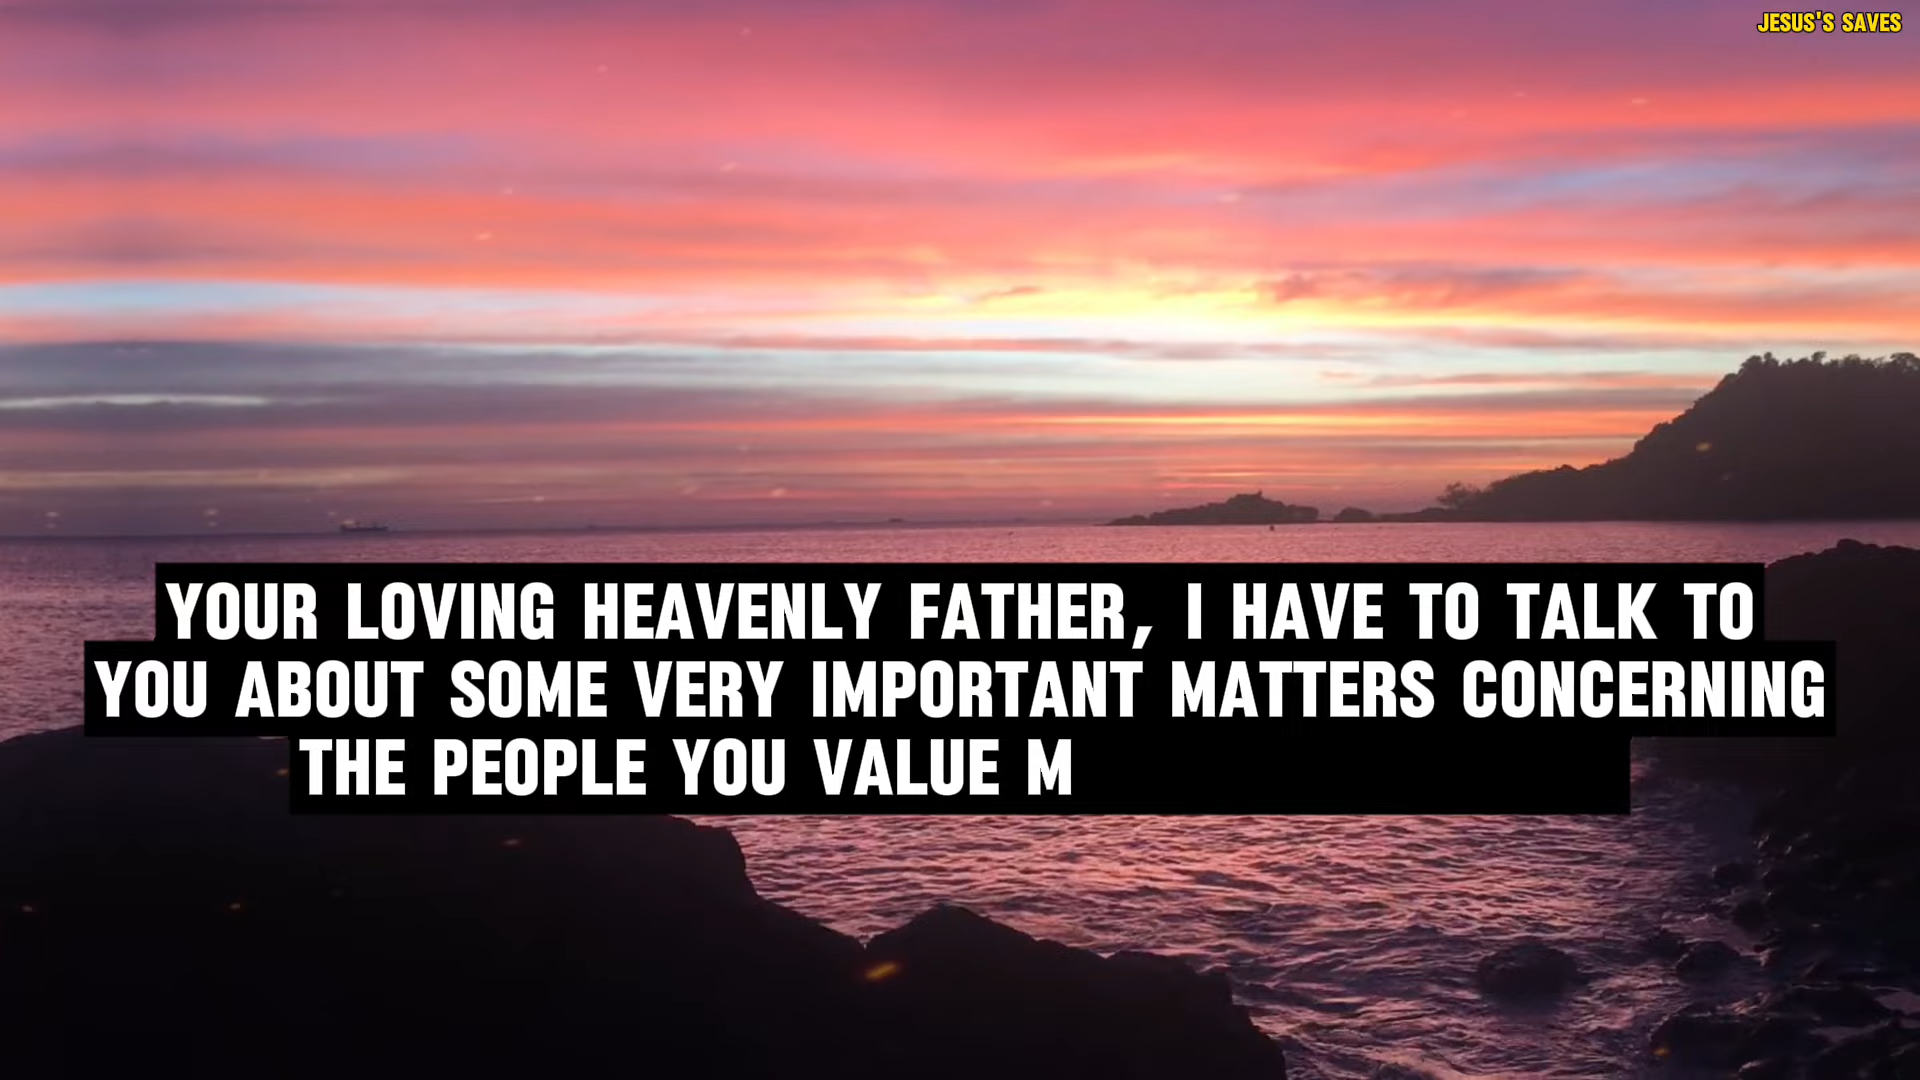 JESUS'S SAVES
YOUR LOVING HEAVENLY FATHER, I HAVE TO TALK TO
YOU ABOUT SOME VERY IMPORTANT MATTERS CONCERNING
THE PEOPLE YOU VALUE M